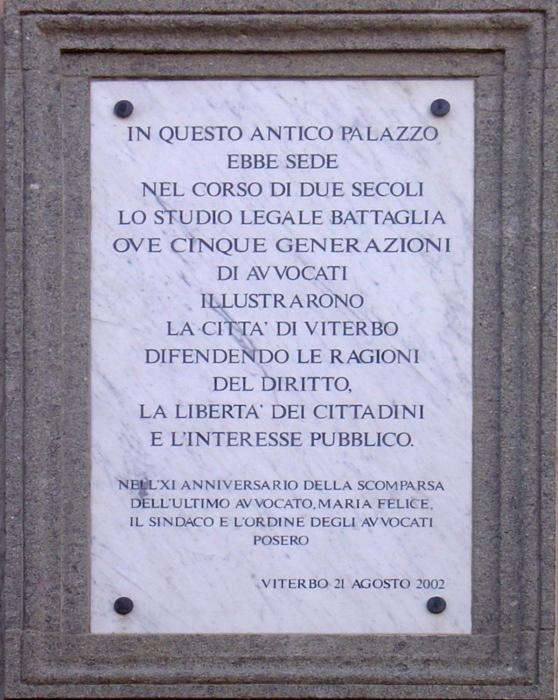 IN QUESTO ANTICO PALAZZO
EBBE SEDE
NEL CORSO DI DUE SECOLI
LO STUDIO LEGALE BATTAGLIA
OVE CINQUE GENERAZIONI
DI AVVOCATI
ILLUSTRARONO
LA CITTA' DI VITERBO
DIFENDENDO LE RAGIONI
DEL DIRITTO,
LA LIBERTA' DEI CITTADINI
E L'INTERESSE PUBBLICO.
NELL'XI ANNIVERSARIO DELLA SCOMPARSA
DELL'ULTIMO AVVOCATO, MARIA FELICE,
IL SINDACO E L'ORDINE DEGLI AVVOCATI
POSERO
VITERBO 21 AGOSTO 2002